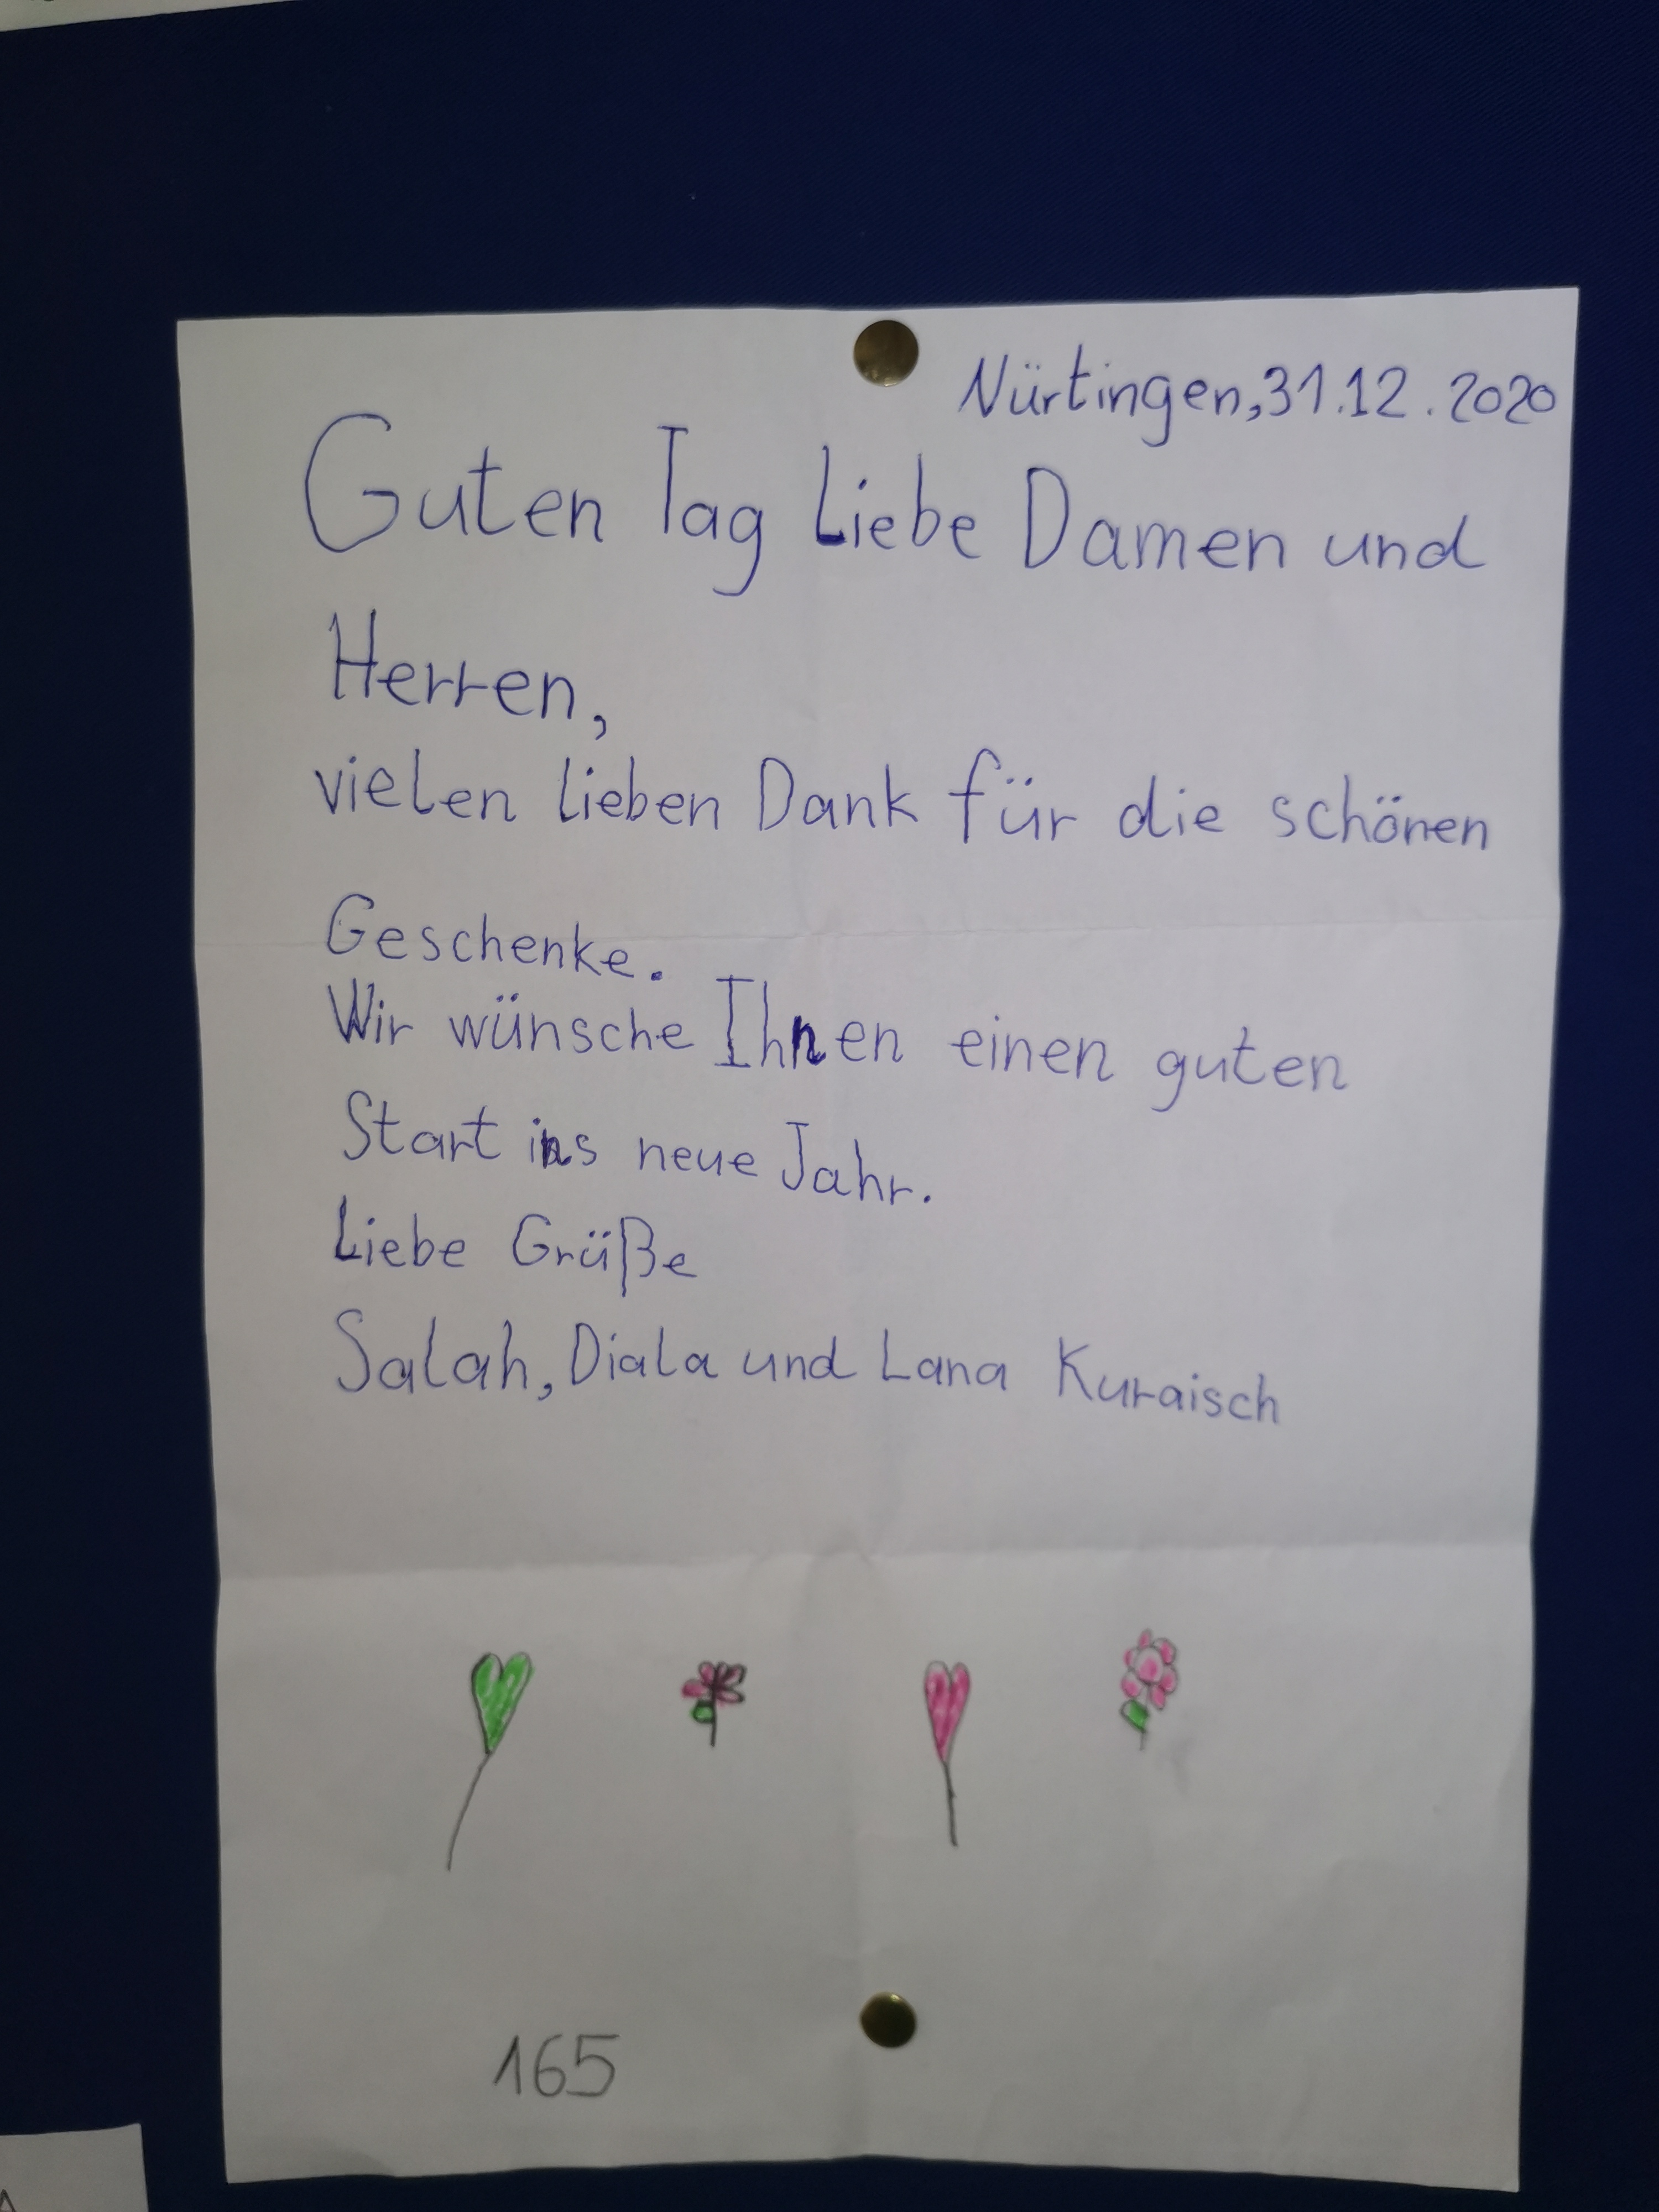 Nürtingen, 31.12.2020
Guten Tag Liebe Damen und
Herren,
vielen lieben Dank für die schönen
Geschenke.
Wir wünsche Ihnen einen guten
Start ins neue Jahr.
Liebe Grüße
Salah, Diala und Lana Kuraisch
165